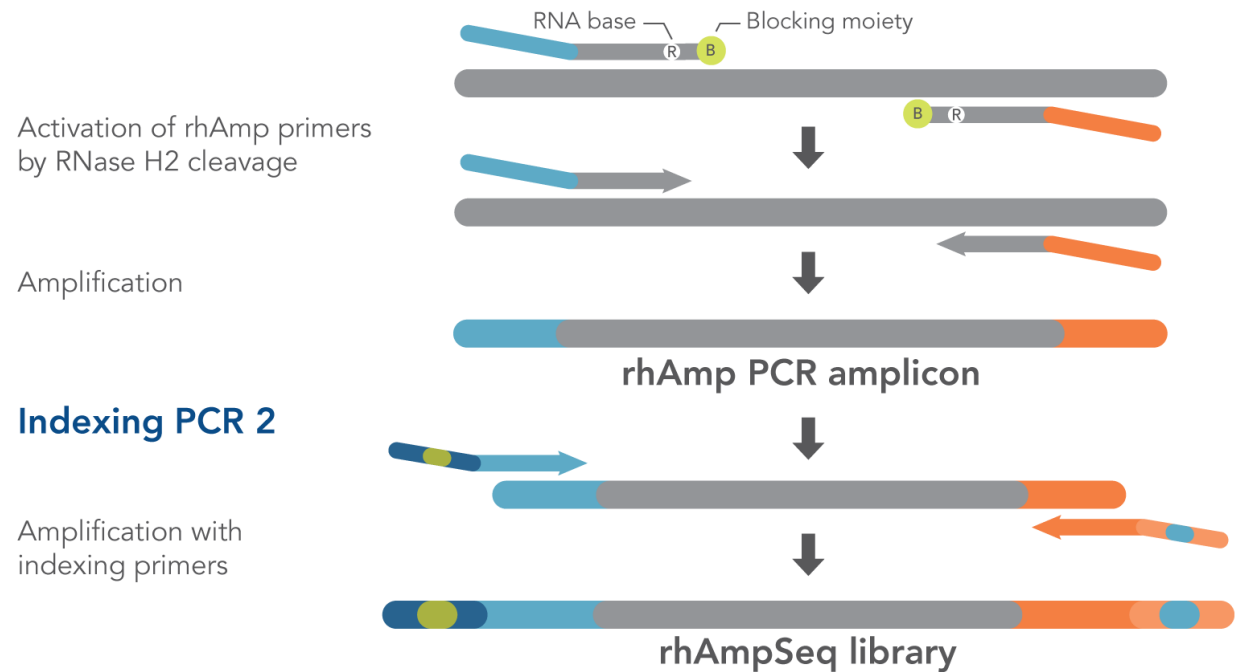 RNA base
Blocking moiety
R
B
B
R
Activation of rhAmp primers
by RNase H2 cleavage
Amplification
rhAmp PCR amplicon
Indexing PCR 2
Amplification with
indexing primers
rhAmpSeq library